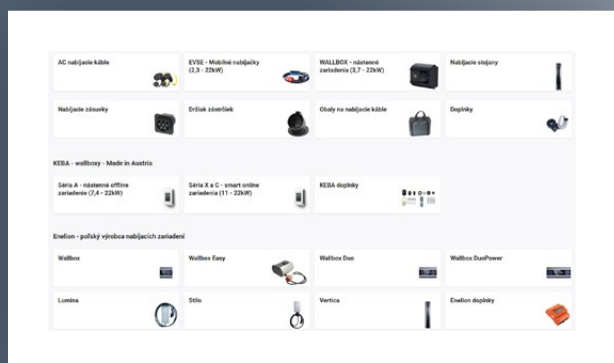 AC nabíjacie káble
EVSE - Mobilné nabíjačky
(2,3 - 22kW)
WALLBOX - nástenné
zariadenia (3,7 - 22kW)
Nabíjacie stojany
Nabíjacie zásuvky
Držiak zástrčiek
Obaly na nabíjacie káble
Doplnky
KEBA - wallboxy - Made in Austria
Séria A - nástenné offline
zariadenie (7,4 - 22kW)
Séria X a C - smart online
zariadenia (11 - 22kW)
KEBA doplnky
Enelion - poľský výrobca nabíjacích zariadení
Wallbox
Wallbox Easy
Wallbox Duo
Wallbox DuoPower
Lumina
Stilo
Vertica
Enelion doplnky